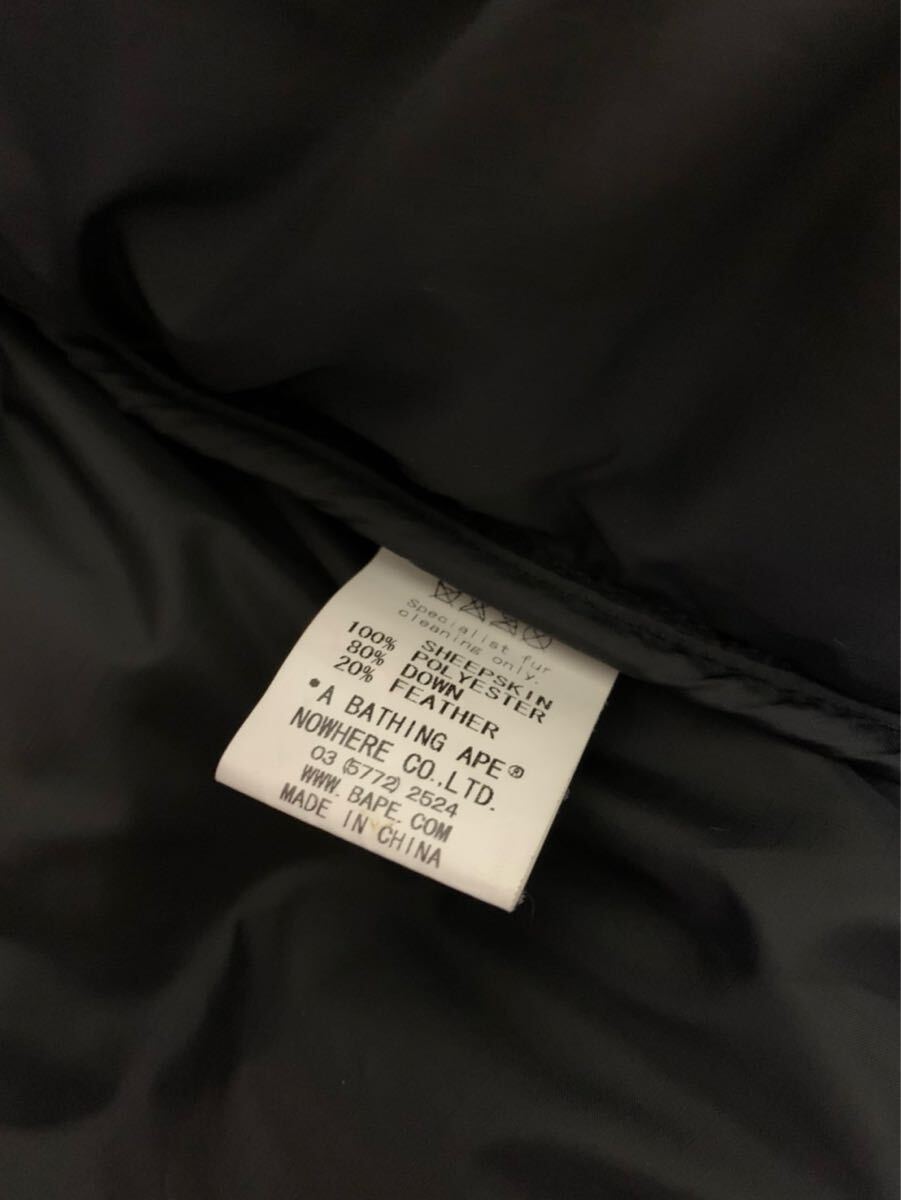 Specialist fur
cleaning only.
100% SHEEPSKIN
80% POLYESTER
20% DOWN
FEATHER
*A BATHING APE®
NOWHERE CO.,LTD.
03 (5772) 2524
WWW.BAPE.COM
MADE IN CHINA